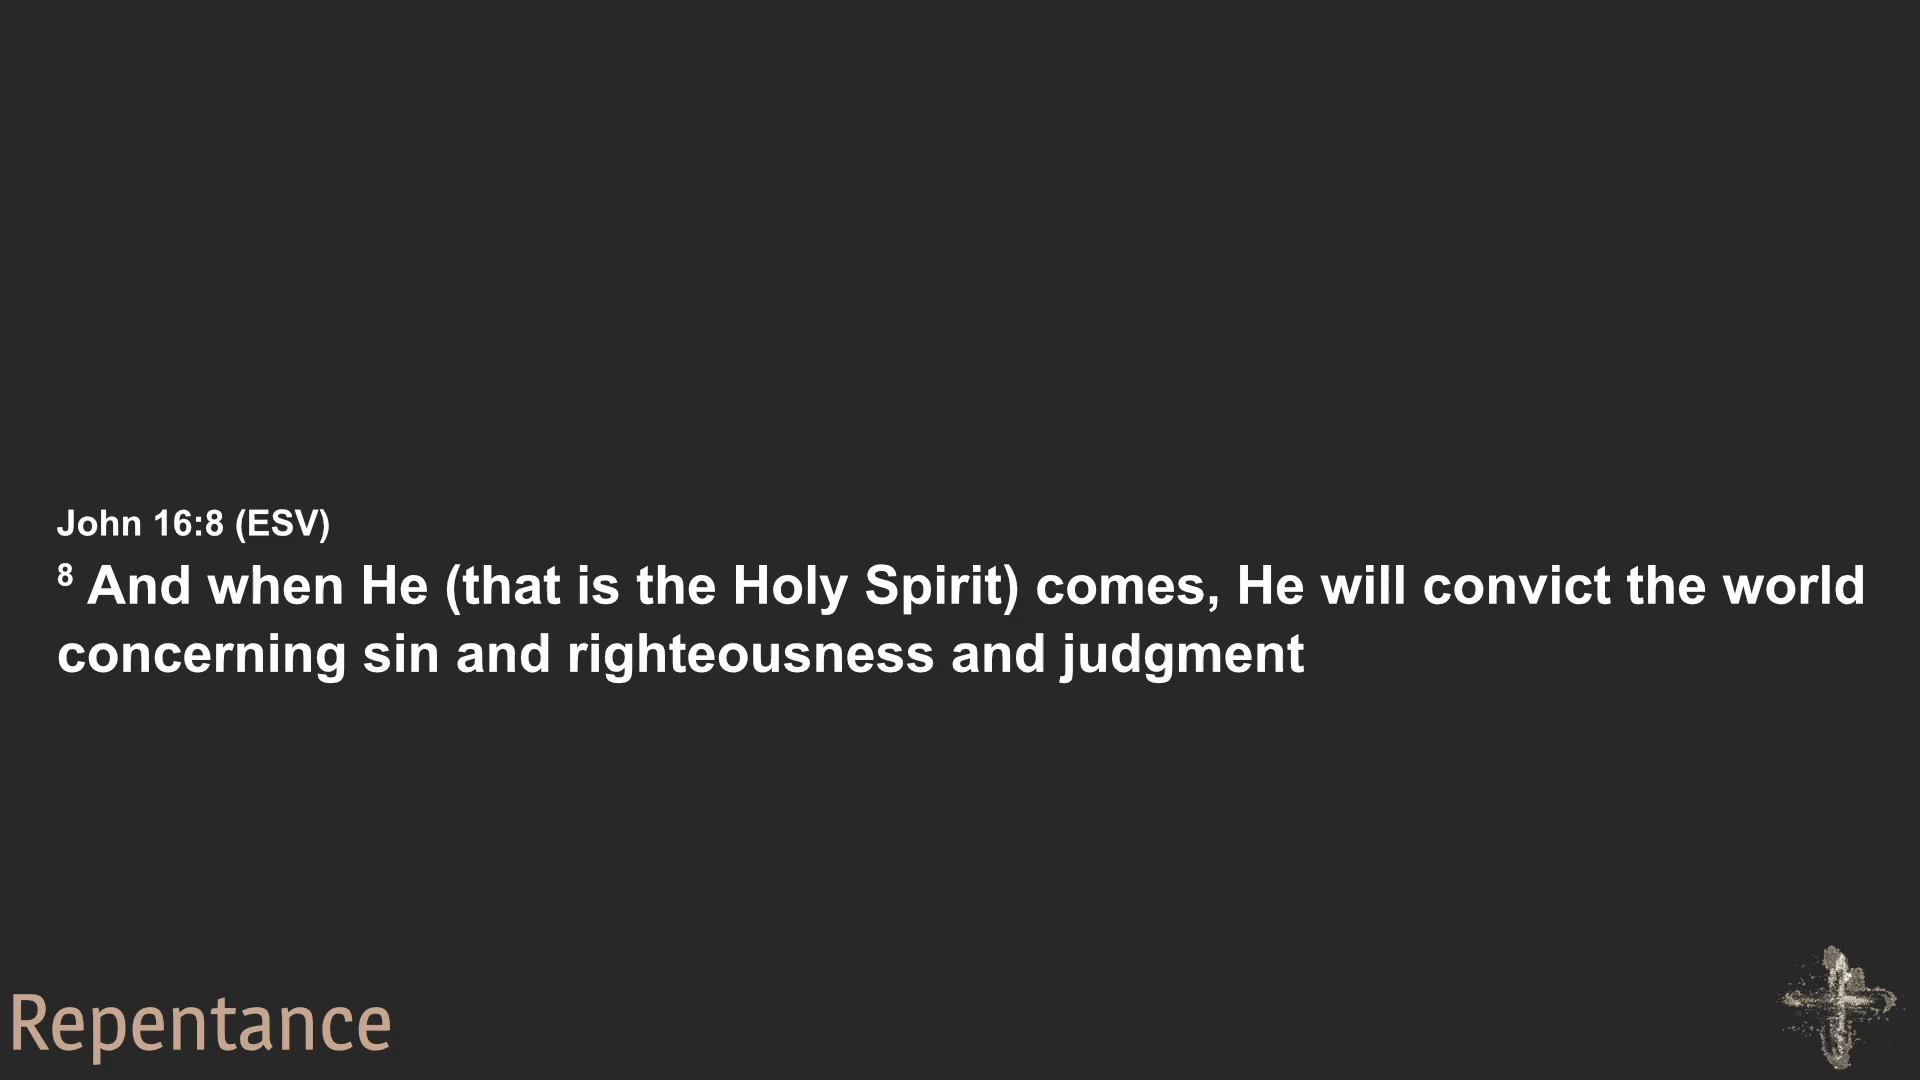 John 16:8 (ESV)
8 And when He (that is the Holy Spirit) comes, He will convict the world
concerning sin and righteousness and judgment
Repentance